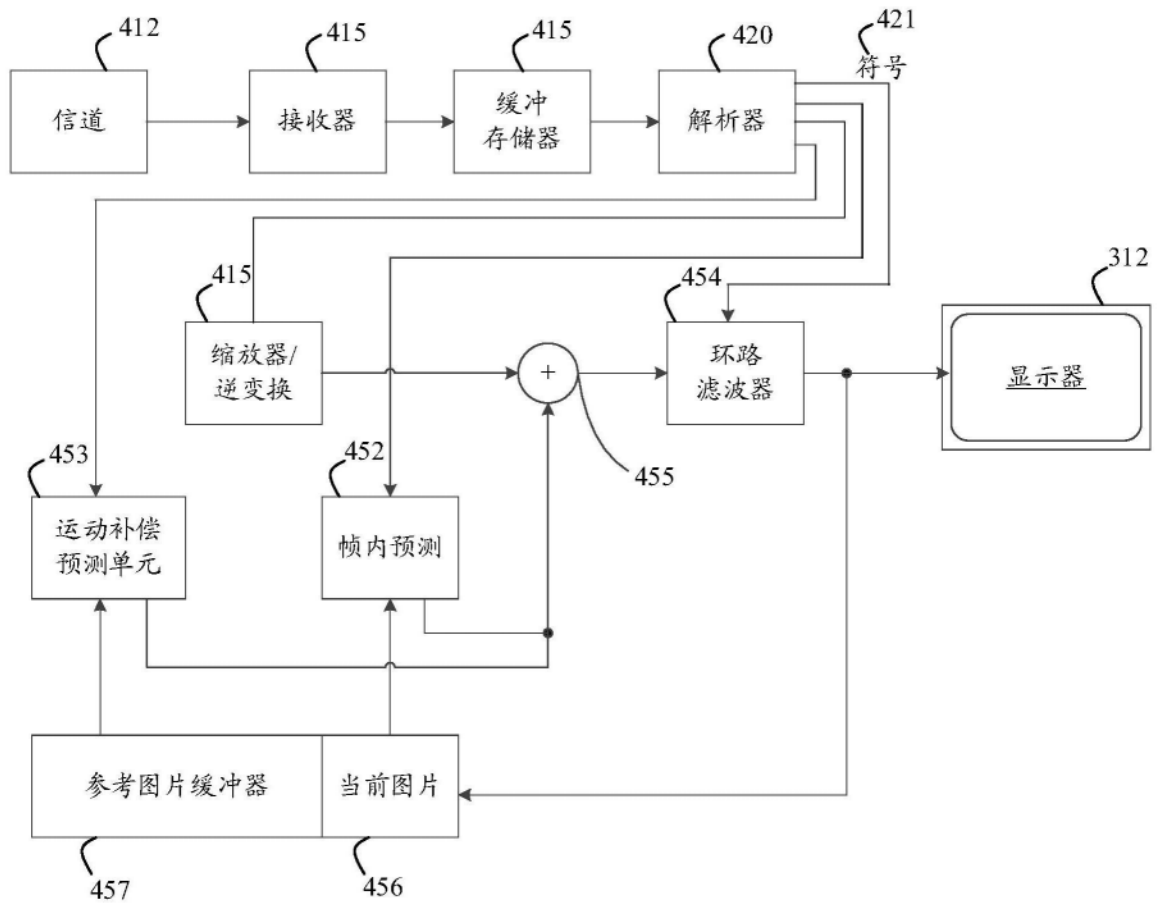 412
415
415
420
421
符号
信道
接收器
缓冲
存储器
解析器
415
454
312
缩放器/
逆变换
+
环路
滤波器
显示器
453
452
455
运动补偿
预测单元
帧内预测
参考图片缓冲器
当前图片
457
456